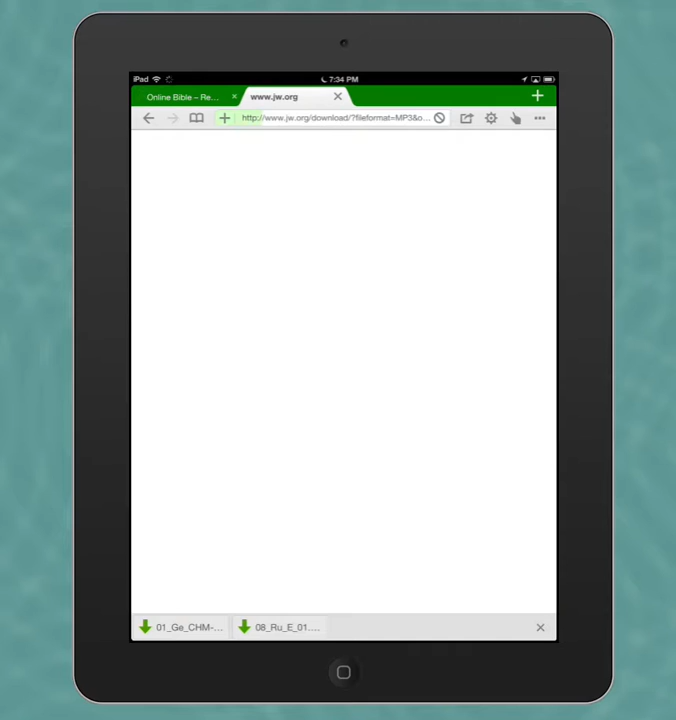 iPad 7:34 PM
Online Bible – Re... www.jw.org
http://www.jw.org/download/?fileformat=MP3&o...
01_Ge_CHM-... 08_Ru_E_01....